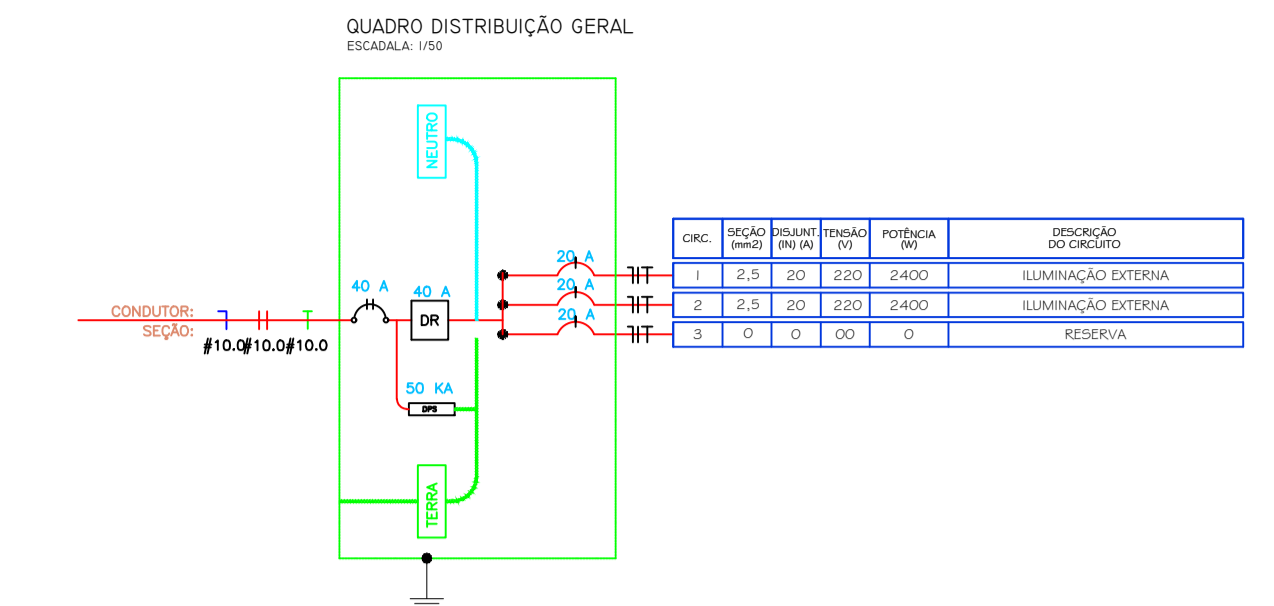 QUADRO DISTRIBUIÇÃO GERAL
ESCADALA: 1/50
NEUTRO
40 A
40 A
DR
CONDUTOR:
SEÇÃO:
#10.0 #10.0 #10.0
50 KA
DPS
TERRA
20 A
20 A
20 A
CIRC. SEÇÃO (mm2) DISJUNT. (IN) (A) TENSÃO (V) POTÊNCIA (W) DESCRIÇÃO DO CIRCUITO
1 2,5 20 220 2400 ILUMINAÇÃO EXTERNA
2 2,5 20 220 2400 ILUMINAÇÃO EXTERNA
3 0 0 00 0 RESERVA